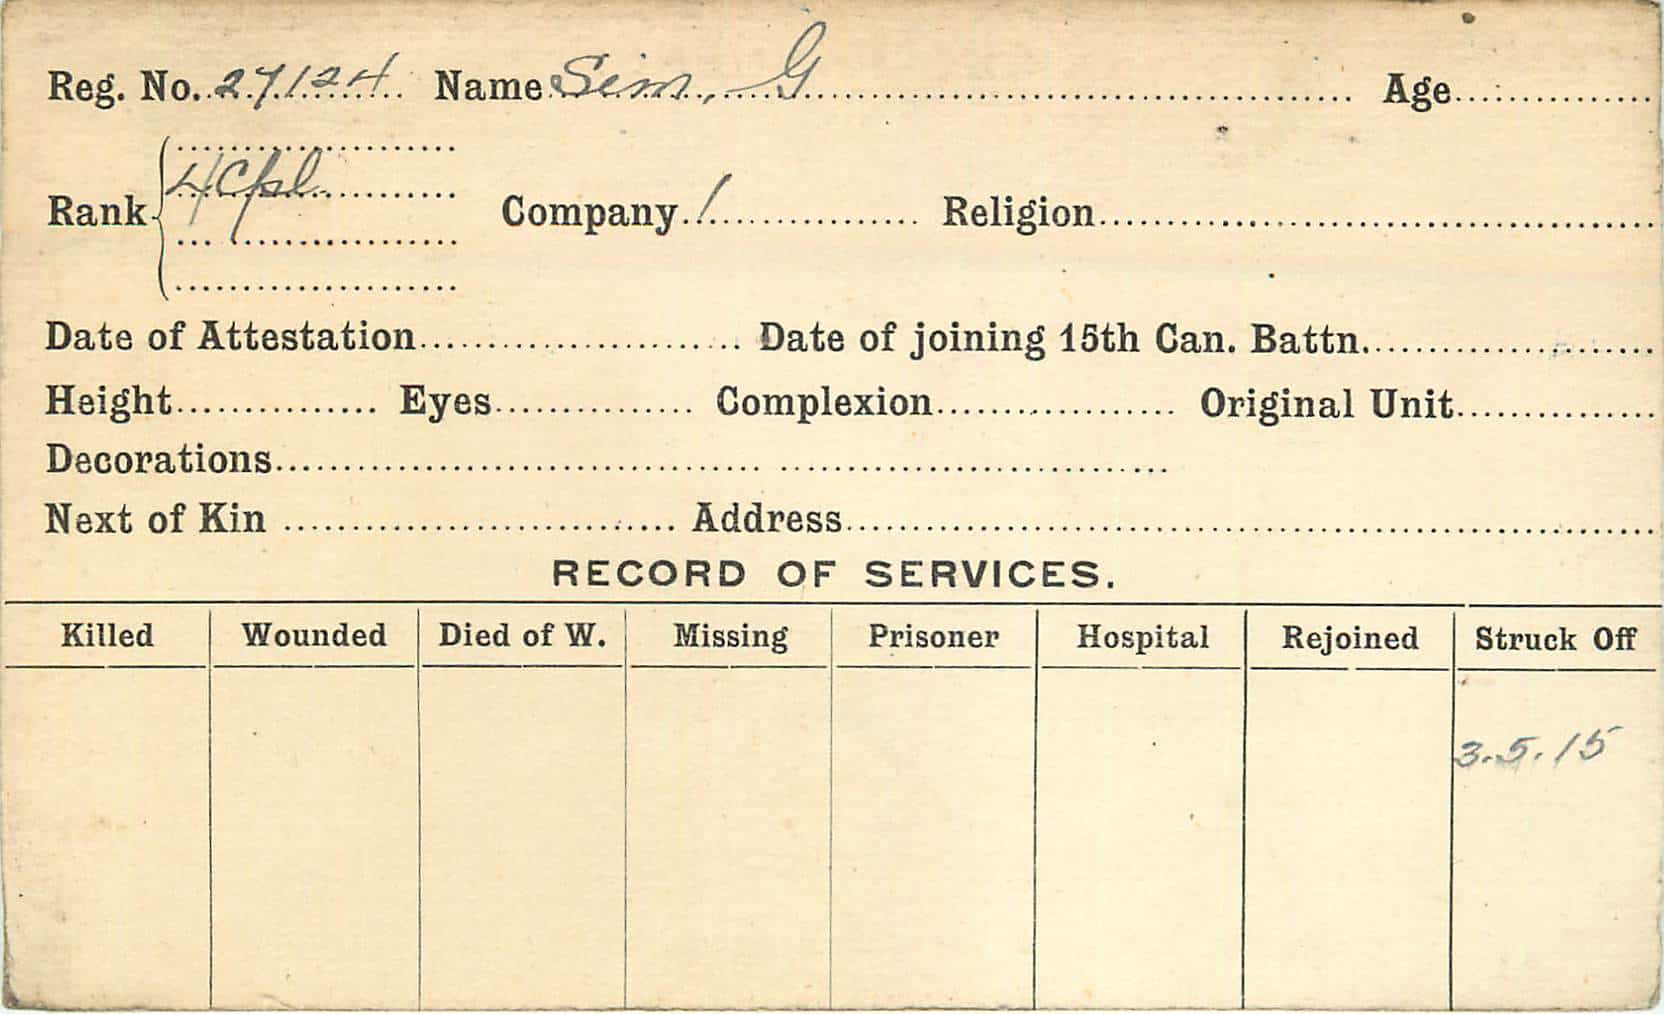 Reg. No. 27124 Name Sim, G Age
Rank L/Cpl. Company 1 Religion
Date of Attestation Date of joining 15th Can. Battn.
Height Eyes Complexion Original Unit
Decorations
Next of Kin Address
RECORD OF SERVICES.
Killed Wounded Died of W. Missing Prisoner Hospital Rejoined Struck Off
3.5.15